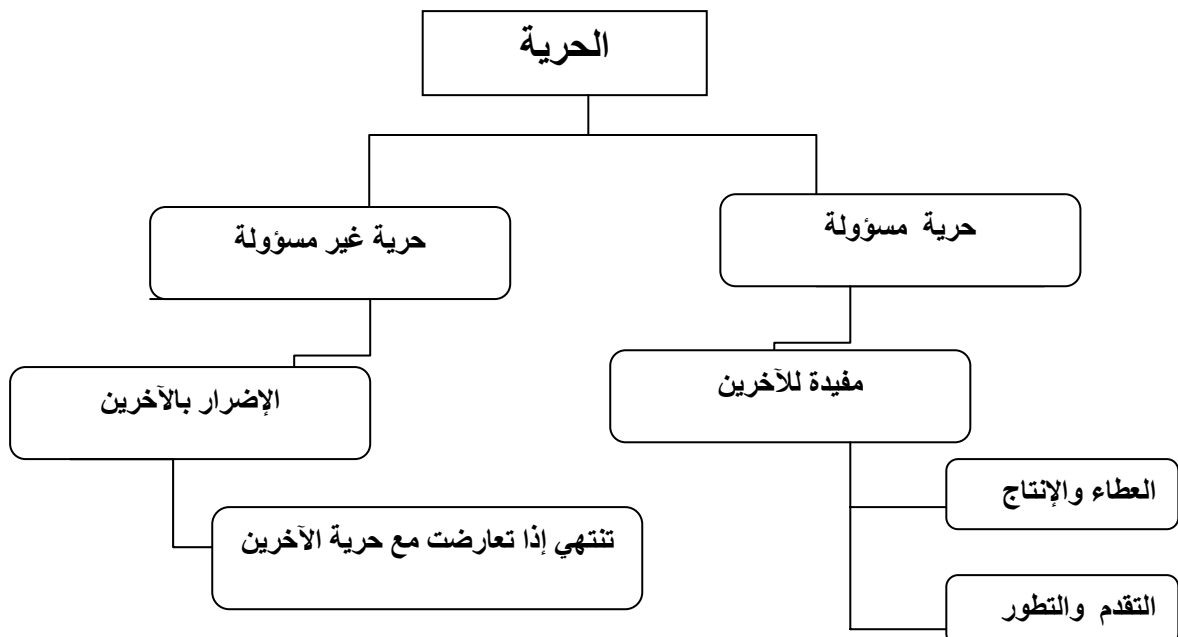 الحرية
حرية مسؤولة
حرية غير مسؤولة
مفيدة للآخرين
الإضرار بالآخرين
العطاء والإنتاج
تنتهي إذا تعارضت مع حرية الآخرين
التقدم والتطور